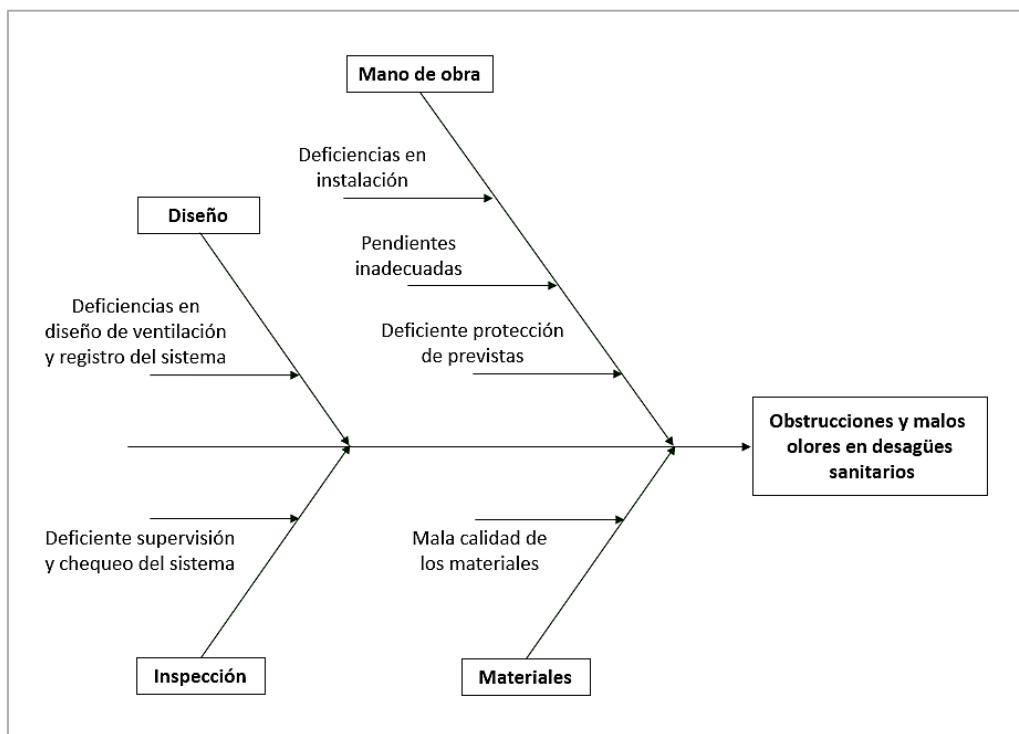 Mano de obra
Deficiencias en
instalación
Diseño
Pendientes
inadecuadas
Deficiencias en
diseño de ventilación
y registro del sistema
Deficiente protección
de previstas
Obstrucciones y malos
olores en desagües
sanitarios
Deficiente supervisión
y chequeo del sistema
Mala calidad de
los materiales
Inspección
Materiales